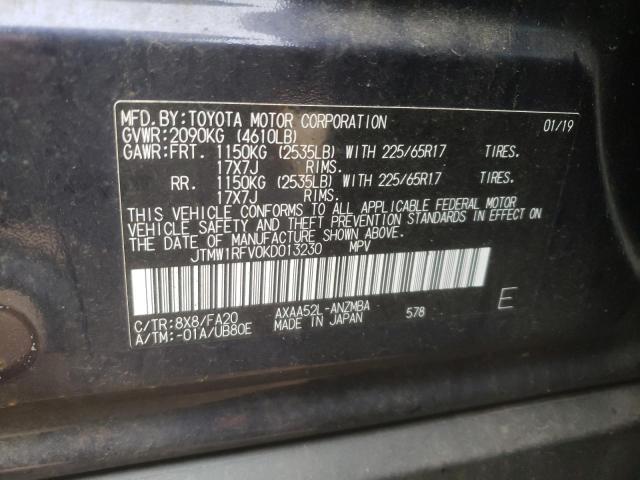 MFD.BY:TOYOTA MOTOR CORPORATION 01/19
GVWR:2090KG (4610LB)
GAWR:FRT. 1150KG (2535LB) WITH 225/65R17 TIRES.
17X7J RIMS.
RR. 1150KG (2535LB) WITH 225/65R17 TIRES.
17X7J RIMS.
THIS VEHICLE CONFORMS TO ALL APPLICABLE FEDERAL MOTOR
VEHICLE SAFETY AND THEFT PREVENTION STANDARDS IN EFFECT ON
THE DATE OF MANUFACTURE SHOWN ABOVE.
JTMW1RFV0KD013230 MPV
C/TR:8X8/FA20 AXAA52L-ANZMBA 578 E
A/TM:-01A/UB80E MADE IN JAPAN